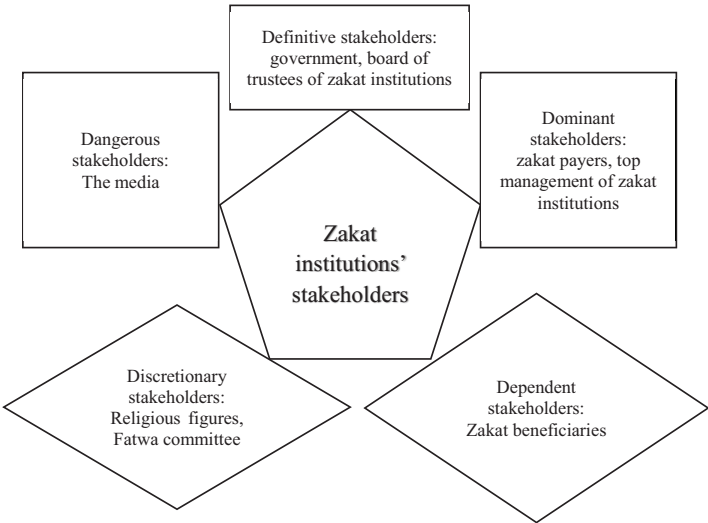 Definitive stakeholders:
government, board of
trustees of zakat institutions
Dangerous
stakeholders:
The media
Dominant
stakeholders:
zakat payers, top
management of zakat
institutions
Zakat
institutions’
stakeholders
Discretionary
stakeholders:
Religious figures,
Fatwa committee
Dependent
stakeholders:
Zakat beneficiaries